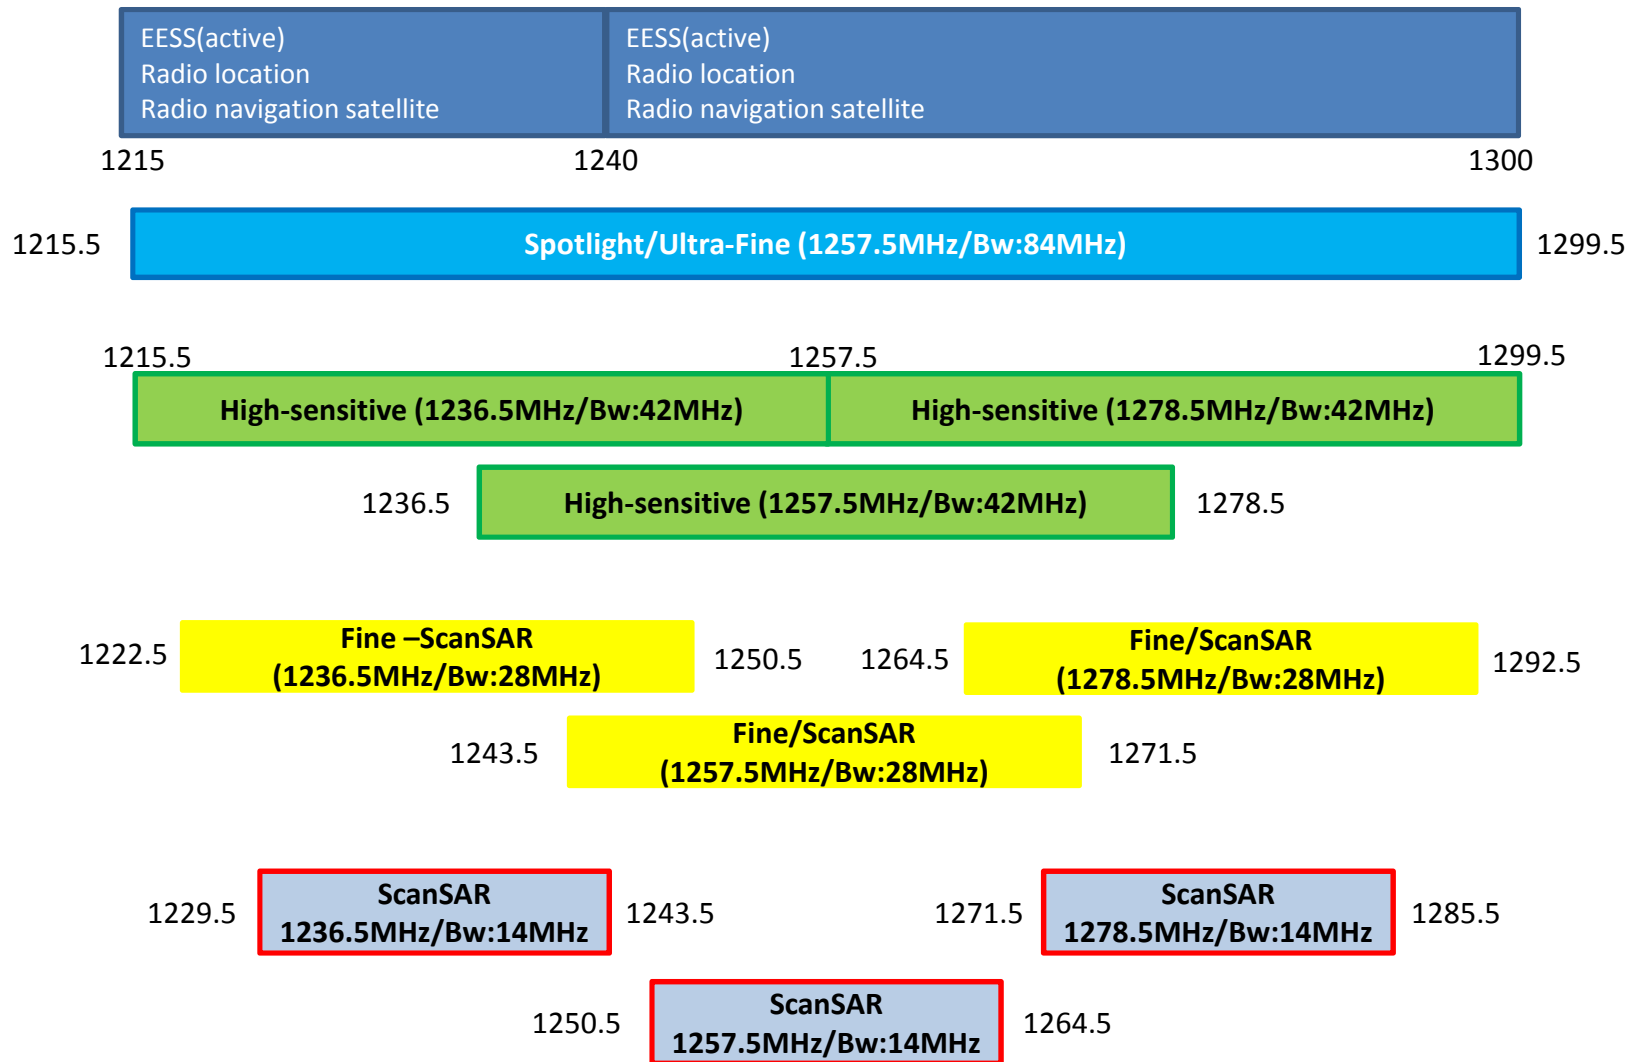 EESS(active)
Radio location
Radio navigation satellite
EESS(active)
Radio location
Radio navigation satellite
1215
1240
1300
1215.5
Spotlight/Ultra-Fine (1257.5MHz/Bw:84MHz)
1299.5
1215.5
1257.5
1299.5
High-sensitive (1236.5MHz/Bw:42MHz)
High-sensitive (1278.5MHz/Bw:42MHz)
1236.5
High-sensitive (1257.5MHz/Bw:42MHz)
1278.5
1222.5
Fine –ScanSAR
(1236.5MHz/Bw:28MHz)
1250.5
1264.5
Fine/ScanSAR
(1278.5MHz/Bw:28MHz)
1292.5
1243.5
Fine/ScanSAR
(1257.5MHz/Bw:28MHz)
1271.5
1229.5
ScanSAR
1236.5MHz/Bw:14MHz
1243.5
1271.5
ScanSAR
1278.5MHz/Bw:14MHz
1285.5
1250.5
ScanSAR
1257.5MHz/Bw:14MHz
1264.5